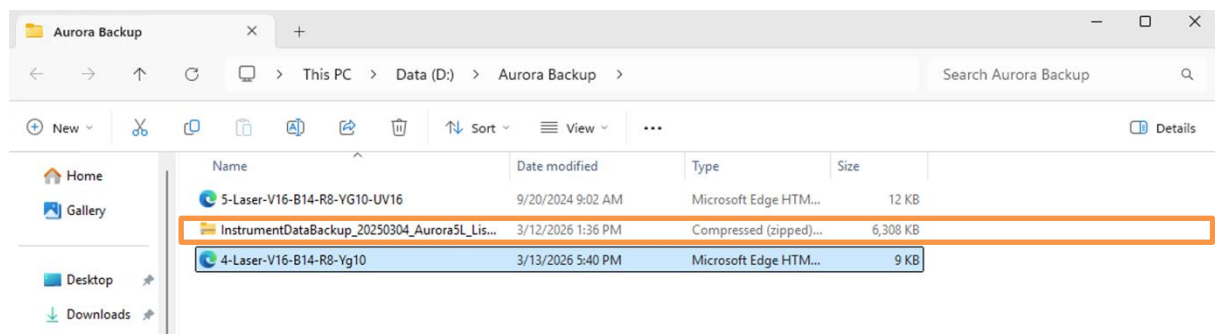 Aurora Backup
This PC > Data (D:) > Aurora Backup >
Search Aurora Backup
New
Sort
View
...
Details
Name Date modified Type Size
Home
5-Laser-V16-B14-R8-YG10-UV16 9/20/2024 9:02 AM Microsoft Edge HTM... 12 KB
Gallery
InstrumentDataBackup_20250304_Aurora5L_Lis... 3/12/2026 1:36 PM Compressed (zipped)... 6,308 KB
4-Laser-V16-B14-R8-Yg10 3/13/2026 5:40 PM Microsoft Edge HTM... 9 KB
Desktop
Downloads